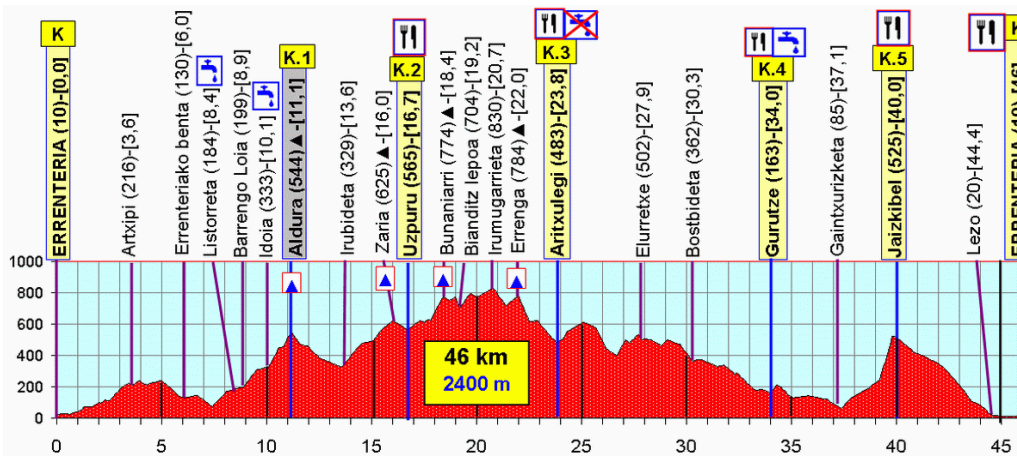 K
ERRENTERIA (10)-[0,0]
Artxipi (216)-[3,6]
Errenteriako benta (130)-[6,0]
Listorreta (184)-[8,4]
Barrengo Loia (199)-[8,9]
Idoia (333)-[10,1]
K.1
Aldura (544)▲-[11,1]
Irubideta (329)-[13,6]
Zaria (625)▲-[16,0]
K.2
Uzpuru (565)-[16,7]
Bunaniarri (774)▲-[18,4]
Bianditz lepoa (704)-[19,2]
Irumugarrieta (830)-[20,7]
Errenga (784)▲-[22,0]
K.3
Aritxulegi (483)-[23,8]
Elurretxe (502)-[27,9]
Bostbideta (362)-[30,3]
K.4
Gurutze (163)-[34,0]
Gaintxurizketa (85)-[37,1]
K.5
Jaizkibel (525)-[40,0]
Lezo (20)-[44,4]
K
ERRENTERIA (10)-[46]
1000
800
600
400
200
0
46 km
2400 m
0 5 10 15 20 25 30 35 40 45